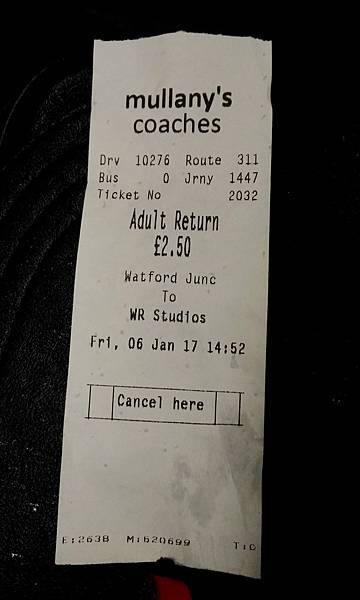 mullany's
coaches
Drv 10276 Route 311
Bus 0 Jrny 1447
Ticket No 2032
Adult Return
£2.50
Watford Junc
To
WR Studios
Fri, 06 Jan 17 14:52
Cancel here
E:2638 M:620699 T:0